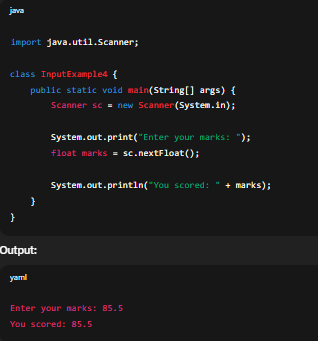 java
import java.util.Scanner;
class InputExample4 {
    public static void main(String[] args) {
        Scanner sc = new Scanner(System.in);
        System.out.print("Enter your marks: ");
        float marks = sc.nextFloat();
        System.out.println("You scored: " + marks);
    }
}
Output:
yaml
Enter your marks: 85.5
You scored: 85.5